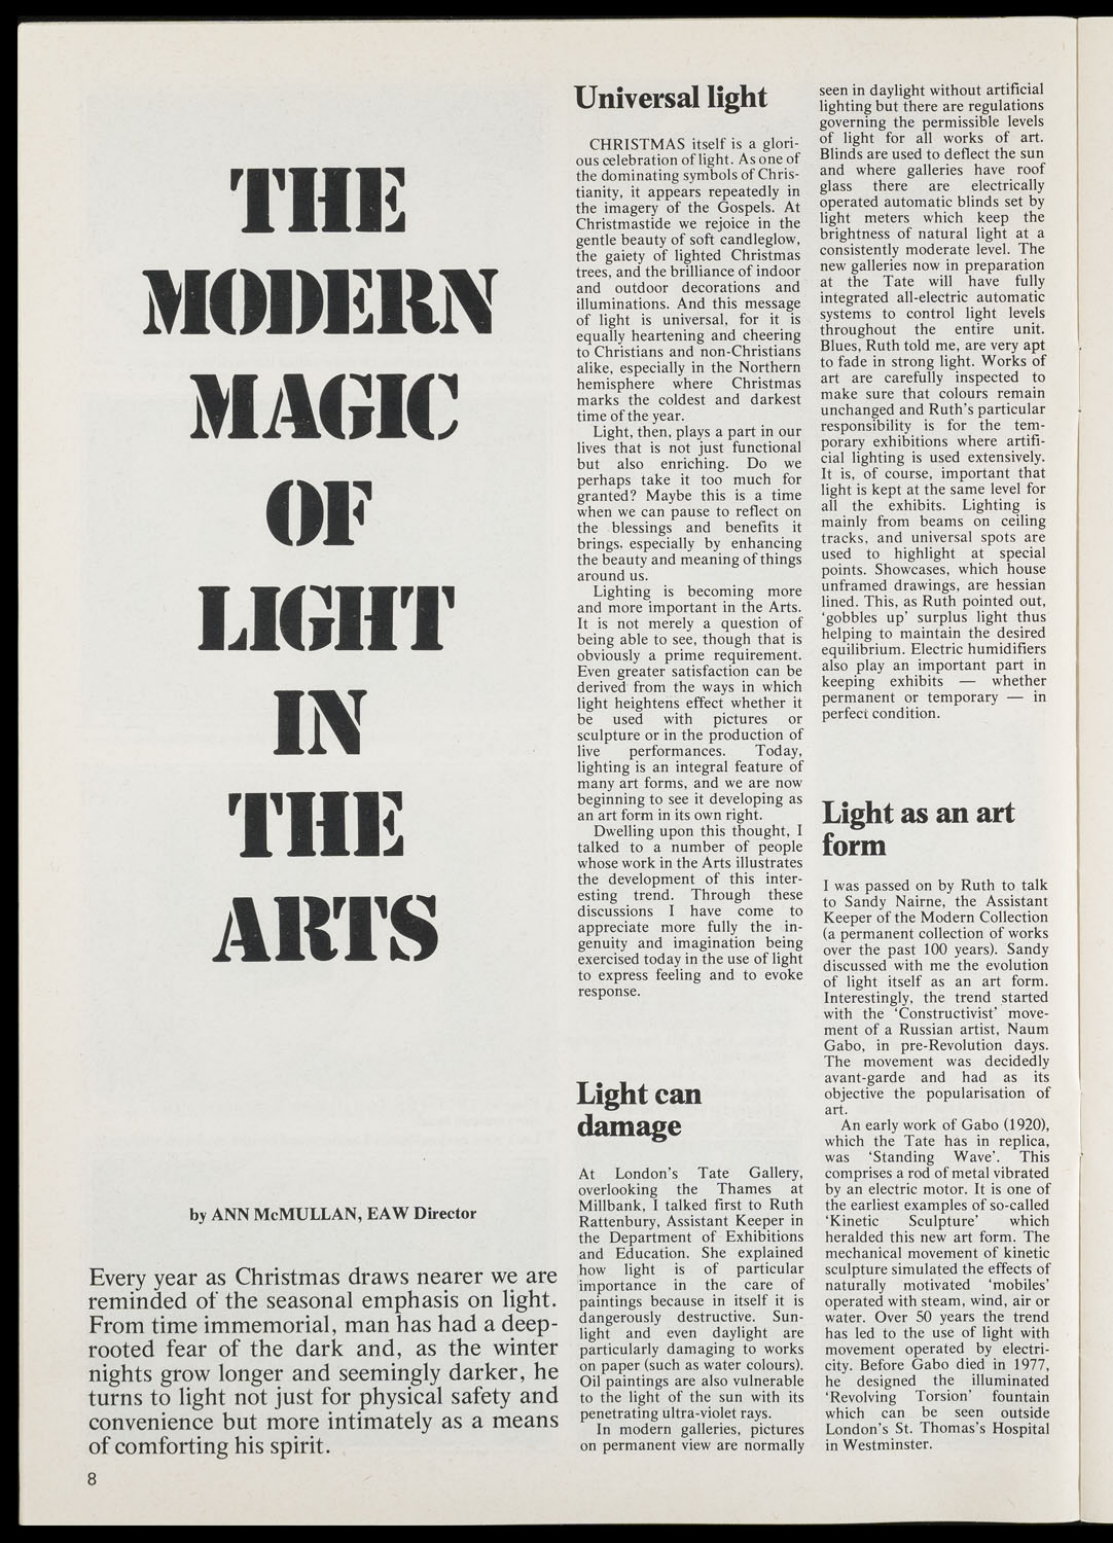 THE
MODERN
MAGIC
OF
LIGHT
IN
THE
ARTS
by ANN McMULLAN, EAW Director
Every year as Christmas draws nearer we are
reminded of the seasonal emphasis on light.
From time immemorial, man has had a deep-
rooted fear of the dark and, as the winter
nights grow longer and seemingly darker, he
turns to light not just for physical safety and
convenience but more intimately as a means
of comforting his spirit.
8
Universal light
CHRISTMAS itself is a glori-
ous celebration of light. As one of
the dominating symbols of Chris-
tianity, it appears repeatedly in
the imagery of the Gospels. At
Christmastide we rejoice in the
gentle beauty of soft candleglow,
the gaiety of lighted Christmas
trees, and the brilliance of indoor
and outdoor decorations and
illuminations. And this message
of light is universal, for it is
equally heartening and cheering
to Christians and non-Christians
alike, especially in the Northern
hemisphere where Christmas
marks the coldest and darkest
time of the year.
Light, then, plays a part in our
lives that is not just functional
but also enriching. Do we
perhaps take it too much for
granted? Maybe this is a time
when we can pause to reflect on
the blessings and benefits it
brings, especially by enhancing
the beauty and meaning of things
around us.
Lighting is becoming more
and more important in the Arts.
It is not merely a question of
being able to see, though that is
obviously a prime requirement.
Even greater satisfaction can be
derived from the ways in which
light heightens effect whether it
be used with pictures or
sculpture or in the production of
live performances. Today,
lighting is an integral feature of
many art forms, and we are now
beginning to see it developing as
an art form in its own right.
Dwelling upon this thought, I
talked to a number of people
whose work in the Arts illustrates
the development of this inter-
esting trend. Through these
discussions I have come to
appreciate more fully the in-
genuity and imagination being
exercised today in the use of light
to express feeling and to evoke
response.
Light can
damage
At London's Tate Gallery,
overlooking the Thames at
Millbank, I talked first to Ruth
Rattenbury, Assistant Keeper in
the Department of Exhibitions
and Education. She explained
how light is of particular
importance in the care of
paintings because in itself it is
dangerously destructive. Sun-
light and even daylight are
particularly damaging to works
on paper (such as water colours).
Oil paintings are also vulnerable
to the light of the sun with its
penetrating ultra-violet rays.
In modern galleries, pictures
on permanent view are normally
seen in daylight without artificial
lighting but there are regulations
governing the permissible levels
of light for all works of art.
Blinds are used to deflect the sun
and where galleries have roof
glass there are electrically
operated automatic blinds set by
light meters which keep the
brightness of natural light at a
consistently moderate level. The
new galleries now in preparation
at the Tate will have fully
integrated all-electric automatic
systems to control light levels
throughout the entire unit.
Blues, Ruth told me, are very apt
to fade in strong light. Works of
art are carefully inspected to
make sure that colours remain
unchanged and Ruth's particular
responsibility is for the tem-
porary exhibitions where artifi-
cial lighting is used extensively.
It is, of course, important that
light is kept at the same level for
all the exhibits. Lighting is
mainly from beams on ceiling
tracks, and universal spots are
used to highlight at special
points. Showcases, which house
unframed drawings, are hessian
lined. This, as Ruth pointed out,
'gobbles up' surplus light thus
helping to maintain the desired
equilibrium. Electric humidifiers
also play an important part in
keeping exhibits — whether
permanent or temporary — in
perfect condition.
Light as an art
form
I was passed on by Ruth to talk
to Sandy Nairne, the Assistant
Keeper of the Modern Collection
(a permanent collection of works
over the past 100 years). Sandy
discussed with me the evolution
of light itself as an art form.
Interestingly, the trend started
with the 'Constructivist' move-
ment of a Russian artist, Naum
Gabo, in pre-Revolution days.
The movement was decidedly
avant-garde and had as its
objective the popularisation of
art.
An early work of Gabo (1920),
which the Tate has in replica,
was 'Standing Wave'. This
comprises a rod of metal vibrated
by an electric motor. It is one of
the earliest examples of so-called
'Kinetic Sculpture' which
heralded this new art form. The
mechanical movement of kinetic
sculpture simulated the effects of
naturally motivated 'mobiles'
operated with steam, wind, air or
water. Over 50 years the trend
has led to the use of light with
movement operated by electri-
city. Before Gabo died in 1977,
he designed the illuminated
'Revolving Torsion' fountain
which can be seen outside
London's St. Thomas's Hospital
in Westminster.